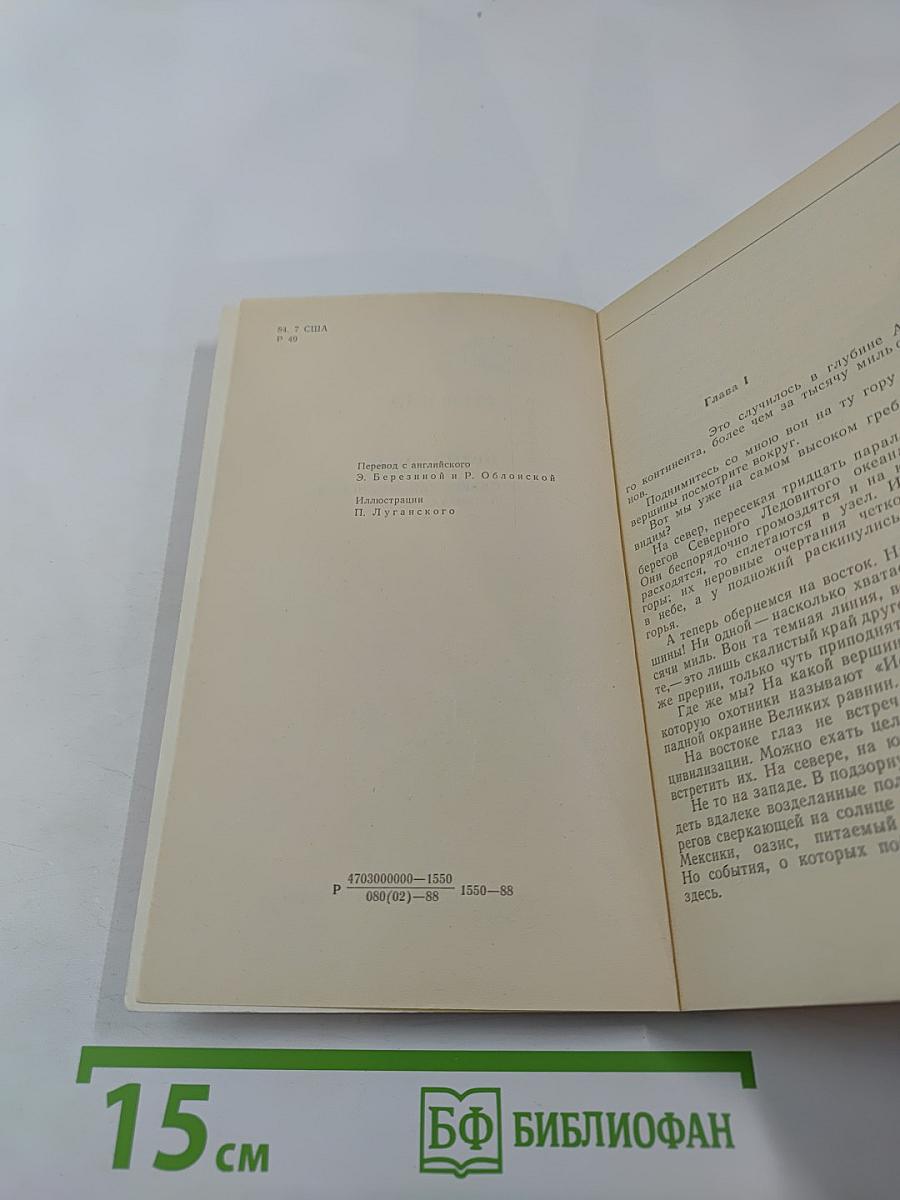 84. 7 США
Р 49
Перевод с английского
Э. Березиной и Р. Облонской
Иллюстрации
П. Луганского
Р 4703000000—1550
080(02)—88 1550—88
Глава I
Это случилось в глубине А
го континента, более чем за тысячу миль о
нов.
Поднимитесь со мною вон на ту гору
вершины посмотрите вокруг.
Вот мы уже на самом высоком греб
видим?
На север, пересекая тридцать парал
берегов Северного Ледовитого океана
Они беспорядочно громоздятся и на ю
расходятся, то сплетаются в узел. И
горы; их неровные очертания четко
в небе, а у подножий раскинулись
горья.
А теперь обернемся на восток. Н
шины! Ни одной — насколько хватае
сячи миль. Вон та темная линия, в
те,— это лишь скалистый край друго
же прерии, только чуть приподнят
Где же мы? На какой вершин
которую охотники называют «И
падной окраине Великих равнин.
На востоке глаз не встреч
цивилизации. Можно ехать цел
встретить их. На севере, на ю
Не то на западе. В подзорну
деть вдалеке возделанные пол
регов сверкающей на солнце
Мексики, оазис, питаемый
Но события, о которых по
здесь.
15 см
БФ БИБЛИОФАН